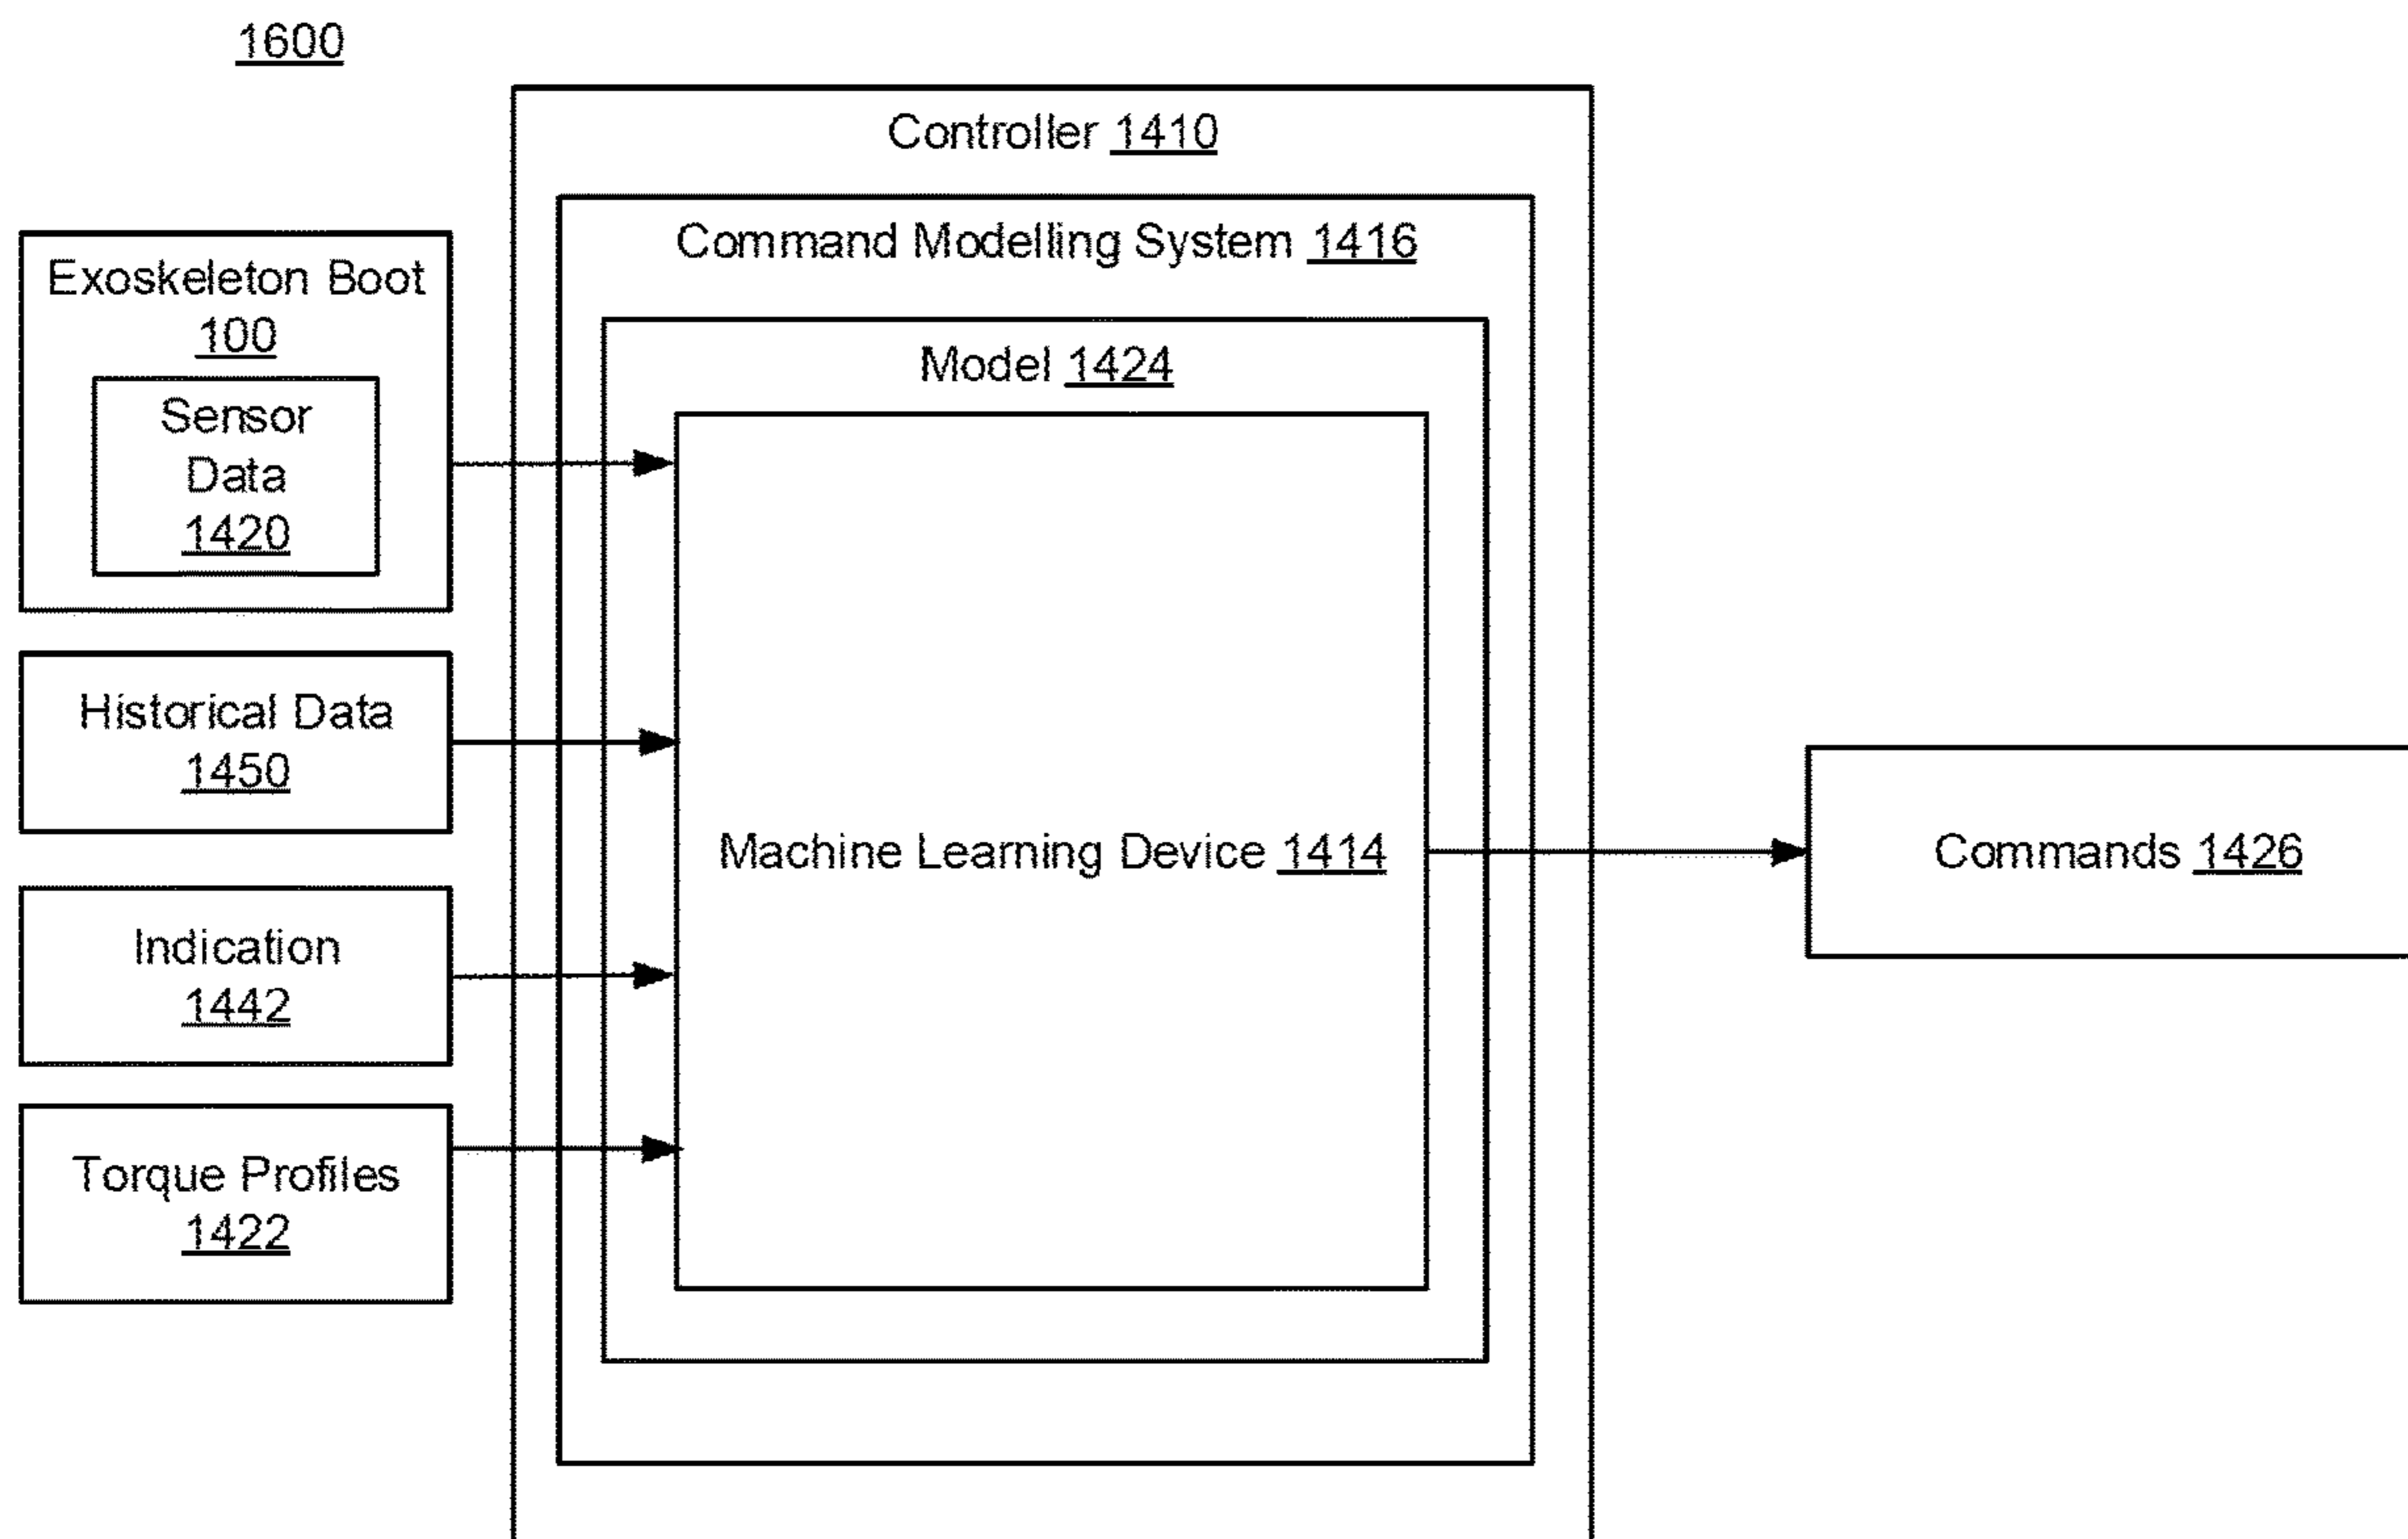 1600
Controller 1410
Command Modelling System 1416
Exoskeleton Boot
100
Model 1424
Sensor
Data
1420
Historical Data
1450
Machine Learning Device 1414
Commands 1426
Indication
1442
Torque Profiles
1422